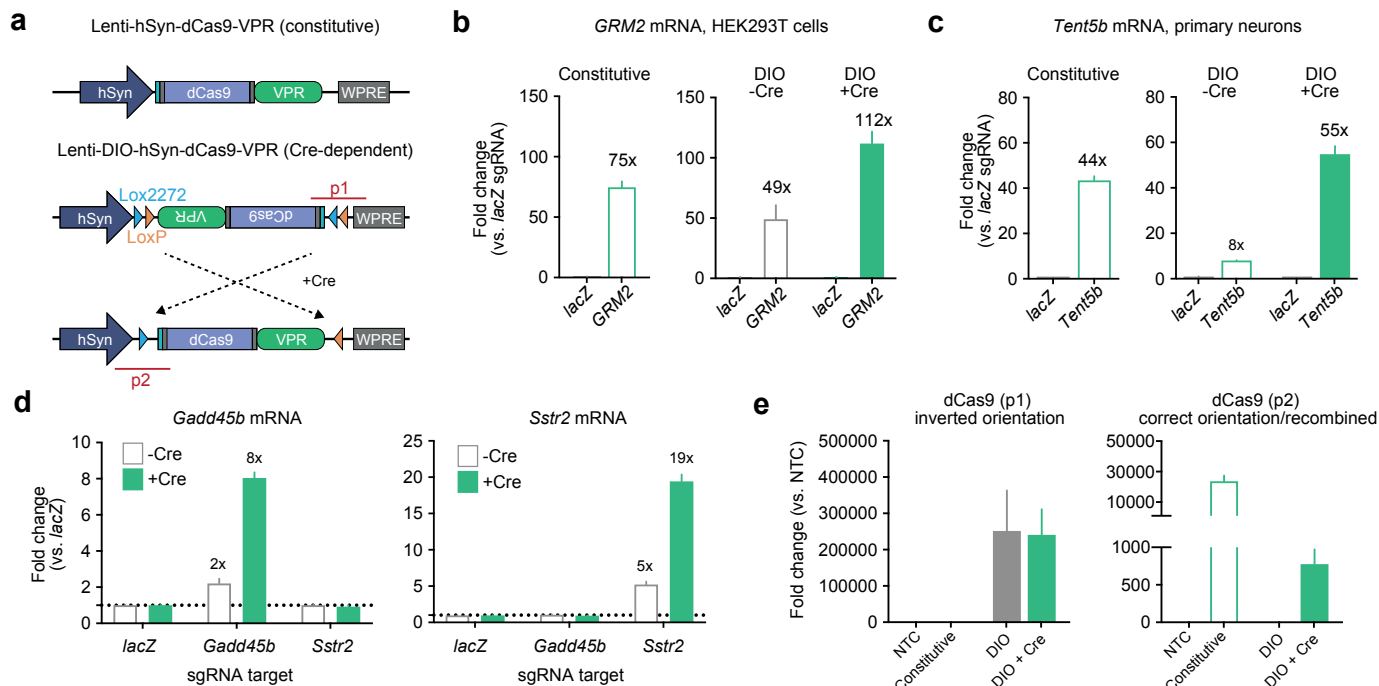 a
Lenti-hSyn-dCas9-VPR (constitutive)
hSyn dCas9 VPR WPRE
Lenti-DIO-hSyn-dCas9-VPR (Cre-dependent)
Lox2272 p1
hSyn VPR dCas9 WPRE
LoxP
+Cre
hSyn dCas9 VPR WPRE
p2
b
GRM2 mRNA, HEK293T cells
Constitutive
DIO
-Cre
DIO
+Cre
Fold change
(vs. lacZ sgRNA)
150
100
50
0
75x
lacZ
GRM2
150
100
50
0
49x
112x
lacZ
GRM2
lacZ
GRM2
c
Tent5b mRNA, primary neurons
Constitutive
DIO
-Cre
DIO
+Cre
Fold change
(vs. lacZ sgRNA)
80
60
40
20
0
44x
lacZ
Tent5b
80
60
40
20
0
8x
55x
lacZ
Tent5b
lacZ
Tent5b
d
Gadd45b mRNA
Fold change
(vs. lacZ)
10
8
6
4
2
0
-Cre
+Cre
2x
8x
lacZ Gadd45b Sstr2
sgRNA target
Sstr2 mRNA
25
20
15
10
5
0
-Cre
+Cre
5x
19x
lacZ Gadd45b Sstr2
sgRNA target
e
dCas9 (p1)
inverted orientation
Fold change (vs. NTC)
500000
400000
300000
200000
100000
0
NTC
Constitutive
DIO
DIO + Cre
dCas9 (p2)
correct orientation/recombined
50000
30000
10000
1000
500
0
NTC
Constitutive
DIO
DIO + Cre